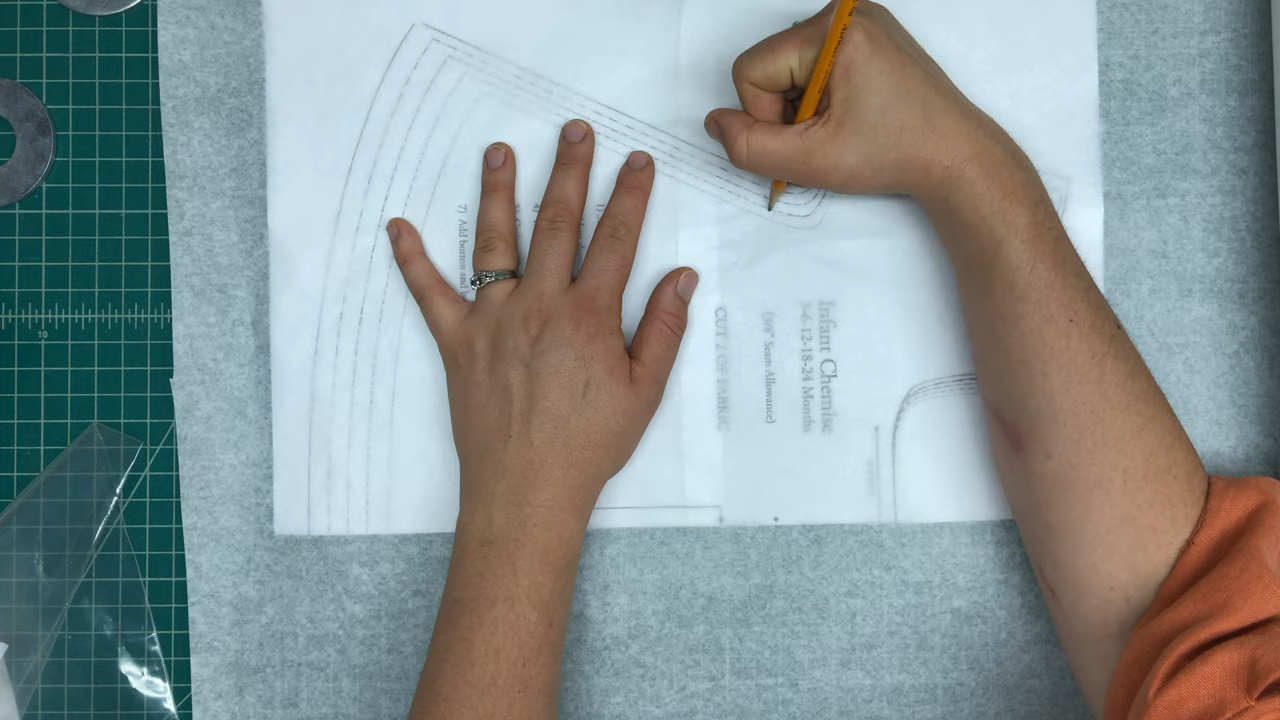 Infant Chemise
3-6-12-18-24 Months
(3/8" Seam Allowance)
CUT 2 OF FABRIC
7) Add button and
10